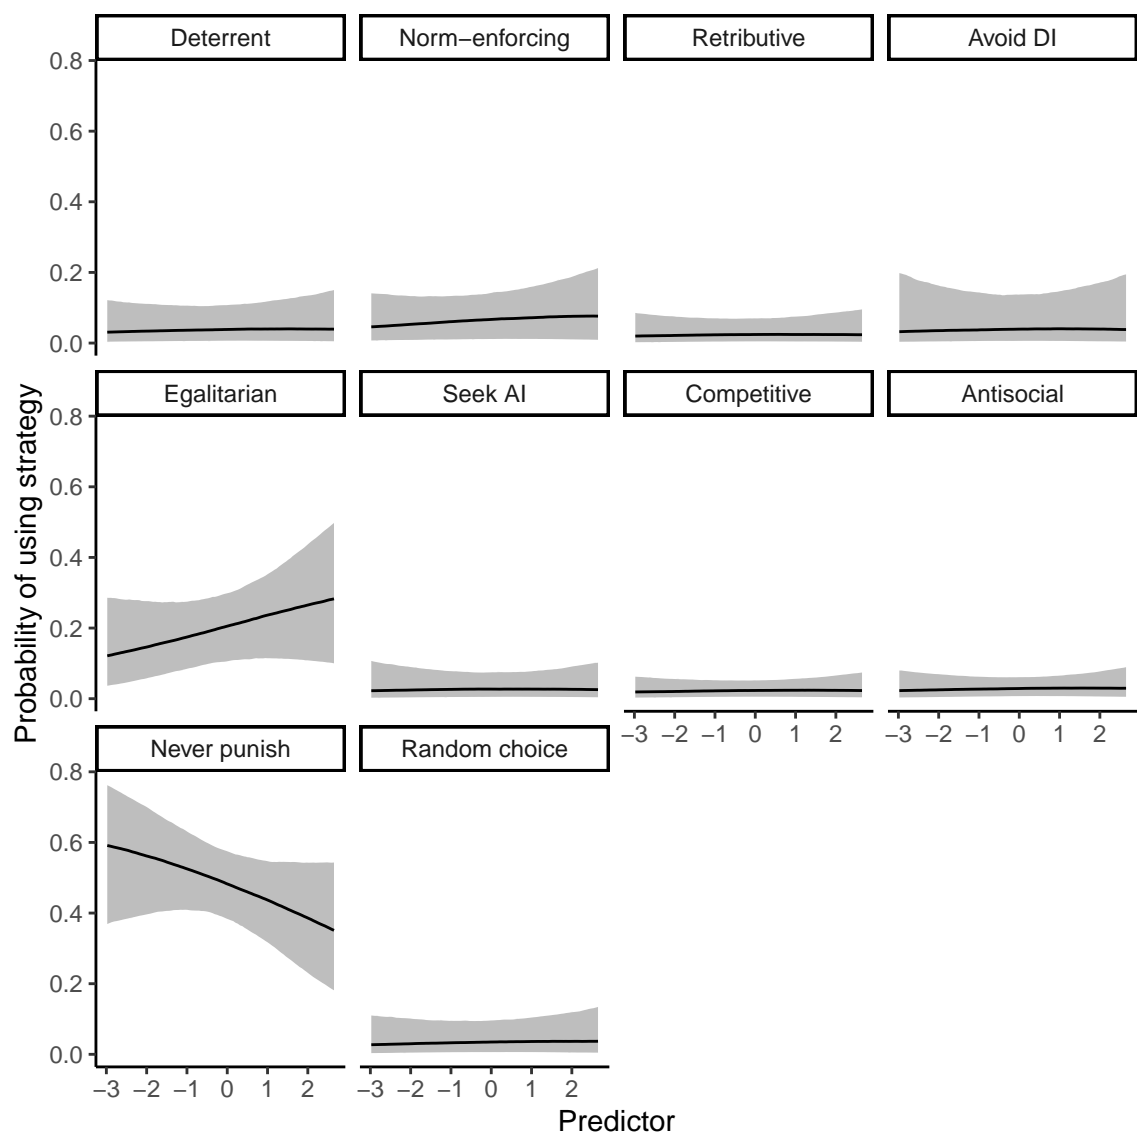 Deterrent Norm−enforcing Retributive Avoid DI
0.8
0.6
0.4
0.2
0.0
Egalitarian Seek AI Competitive Antisocial
0.8
0.6
0.4
0.2
0.0
−3 −2 −1 0 1 2 −3 −2 −1 0 1 2
Never punish Random choice
0.8
0.6
0.4
0.2
0.0
−3 −2 −1 0 1 2 −3 −2 −1 0 1 2
Predictor
Probability of using strategy